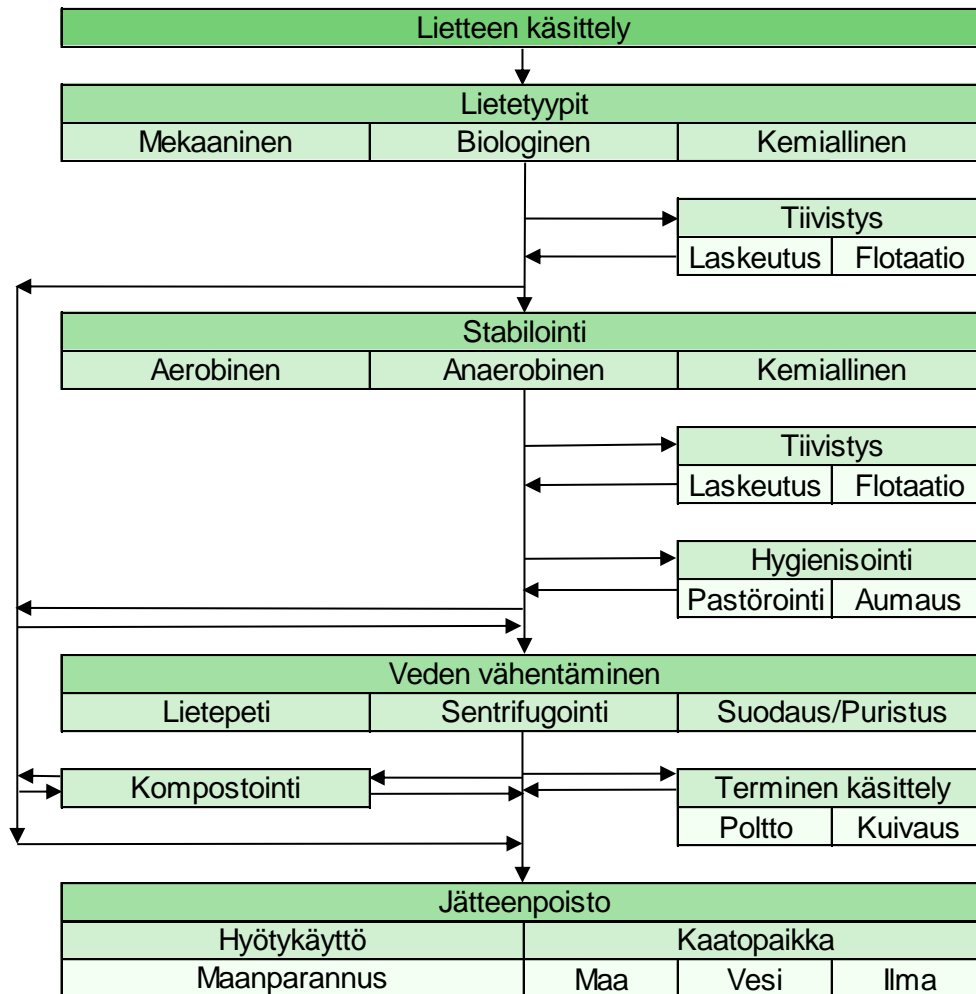 Lietteen käsittely
Lietetyypit
Mekaaninen Biologinen Kemiallinen
Tiivistys
Laskeutus Flotaatio
Stabilointi
Aerobinen Anaerobinen Kemiallinen
Tiivistys
Laskeutus Flotaatio
Hygienisointi
Pastörointi Aumaus
Veden vähentäminen
Lietepeti Sentrifugointi Suodaus/Puristus
Kompostointi Terminen käsittely
Poltto Kuivaus
Jätteenpoisto
Hyötykäyttö Kaatopaikka
Maanparannus Maa Vesi Ilma